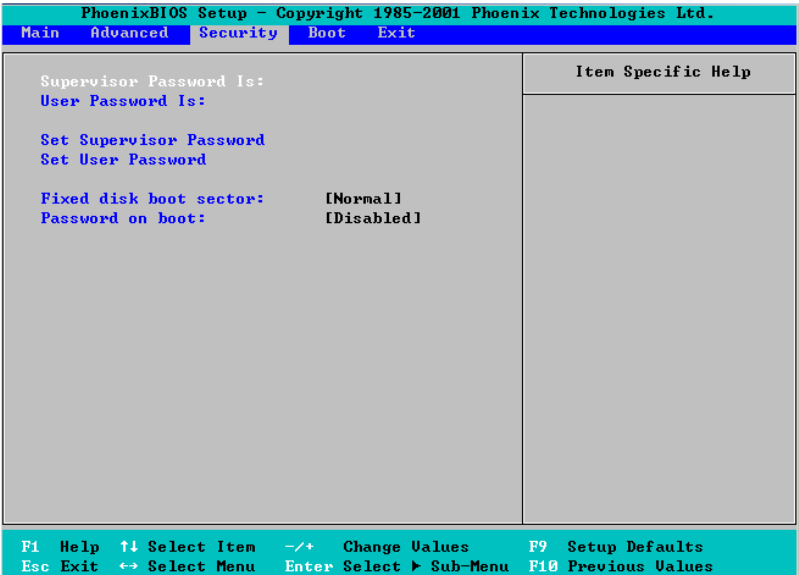 PhoenixBIOS Setup - Copyright 1985-2001 Phoenix Technologies Ltd.
Main Advanced Security Boot Exit
Supervisor Password Is:
User Password Is:
Set Supervisor Password
Set User Password
Fixed disk boot sector: [Normal]
Password on boot: [Disabled]
Item Specific Help
F1 Help ↑↓ Select Item -/+ Change Values F9 Setup Defaults
Esc Exit ↔ Select Menu Enter Select ▶ Sub-Menu F10 Previous Values